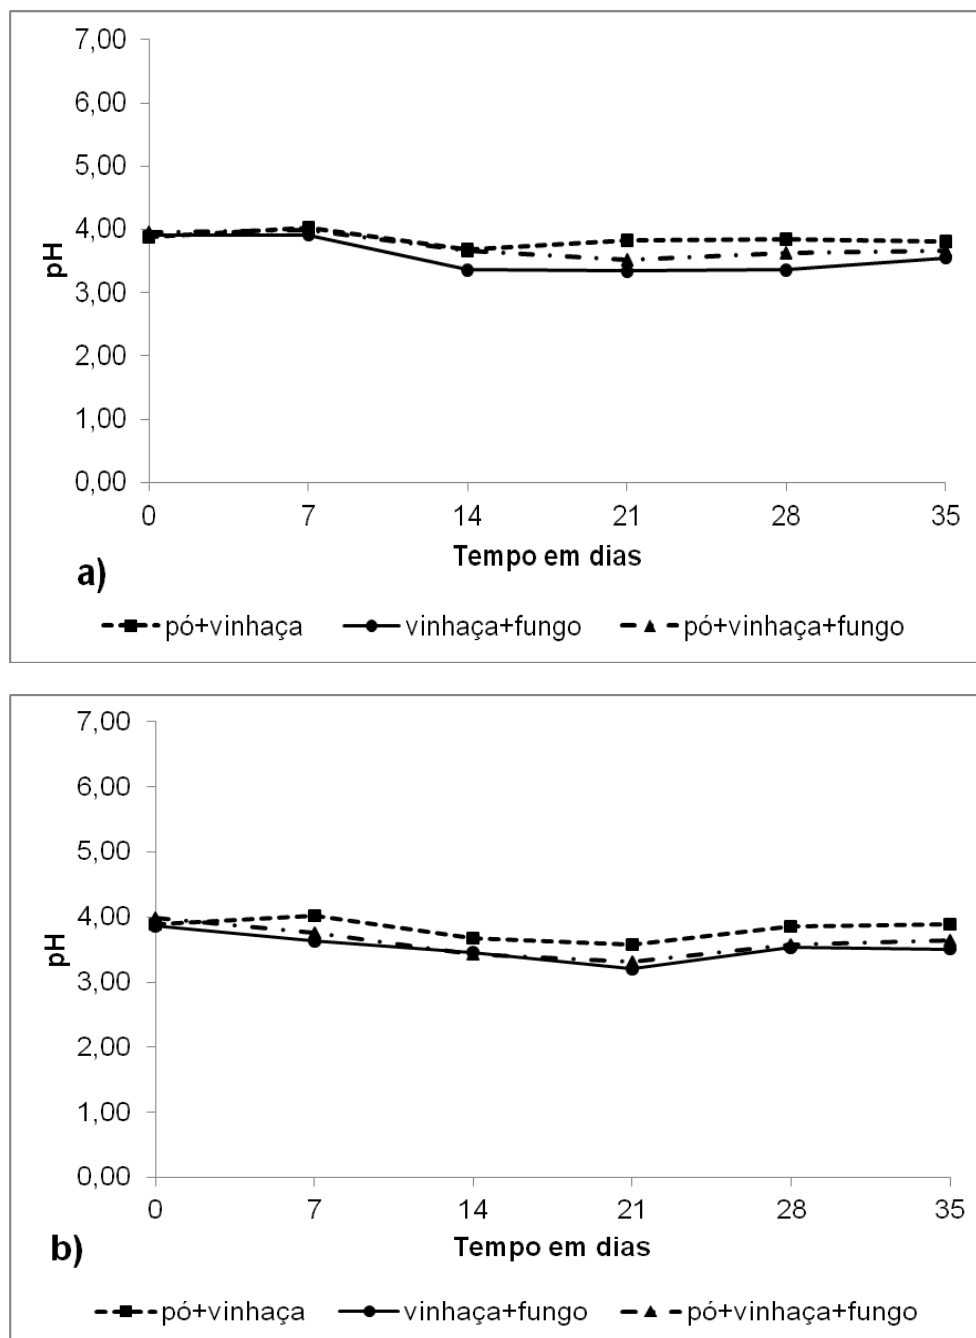 7,00
6,00
5,00
4,00
3,00
2,00
1,00
0,00
pH
0 7 14 21 28 35
Tempo em dias
a)
pó+vinhaça vinhaça+fungo pó+vinhaça+fungo
7,00
6,00
5,00
4,00
3,00
2,00
1,00
0,00
pH
0 7 14 21 28 35
Tempo em dias
b)
pó+vinhaça vinhaça+fungo pó+vinhaça+fungo